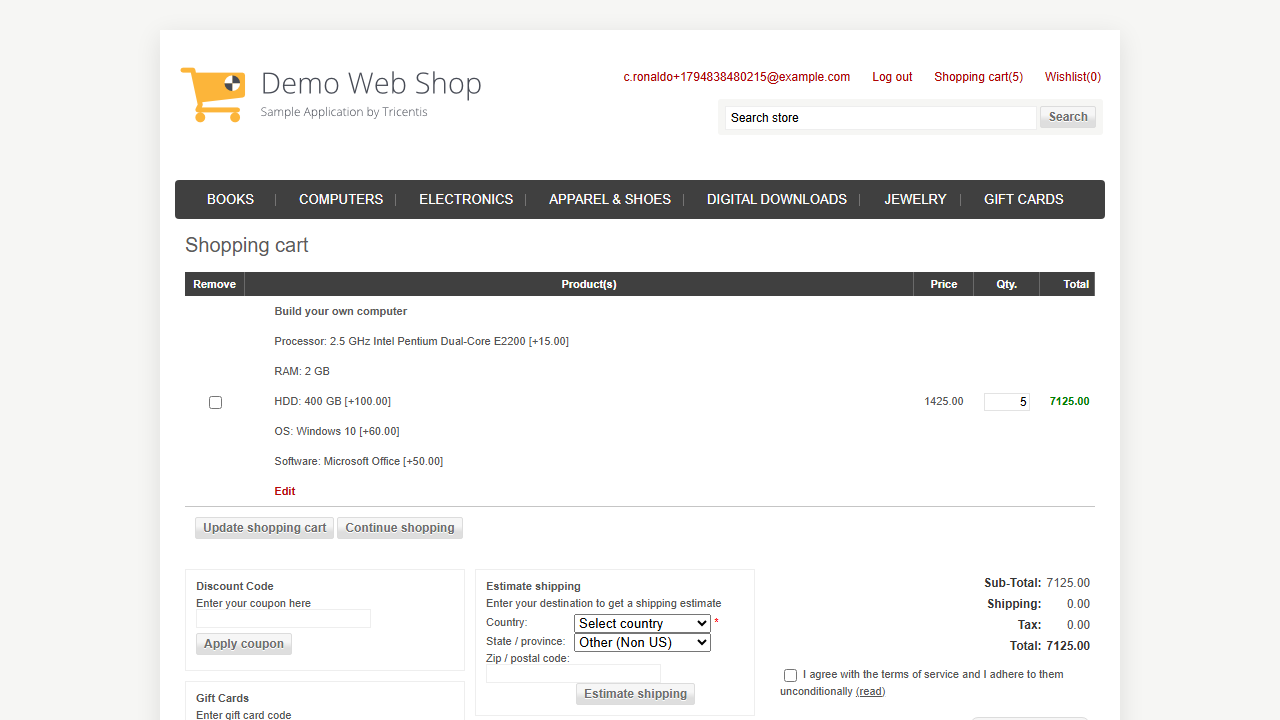 Demo Web Shop
Sample Application by Tricentis
c.ronaldo+1794838480215@example.com Log out Shopping cart(5) Wishlist(0)
Search store Search
BOOKS COMPUTERS ELECTRONICS APPAREL & SHOES DIGITAL DOWNLOADS JEWELRY GIFT CARDS
Shopping cart
Remove Product(s) Price Qty. Total
Build your own computer
Processor: 2.5 GHz Intel Pentium Dual-Core E2200 [+15.00]
RAM: 2 GB
HDD: 400 GB [+100.00] 1425.00 5 7125.00
OS: Windows 10 [+60.00]
Software: Microsoft Office [+50.00]
Edit
Update shopping cart Continue shopping
Discount Code
Enter your coupon here
Apply coupon
Gift Cards
Enter gift card code
Estimate shipping
Enter your destination to get a shipping estimate
Country: Select country *
State / province: Other (Non US)
Zip / postal code:
Estimate shipping
Sub-Total: 7125.00
Shipping: 0.00
Tax: 0.00
Total: 7125.00
I agree with the terms of service and I adhere to them
unconditionally (read)